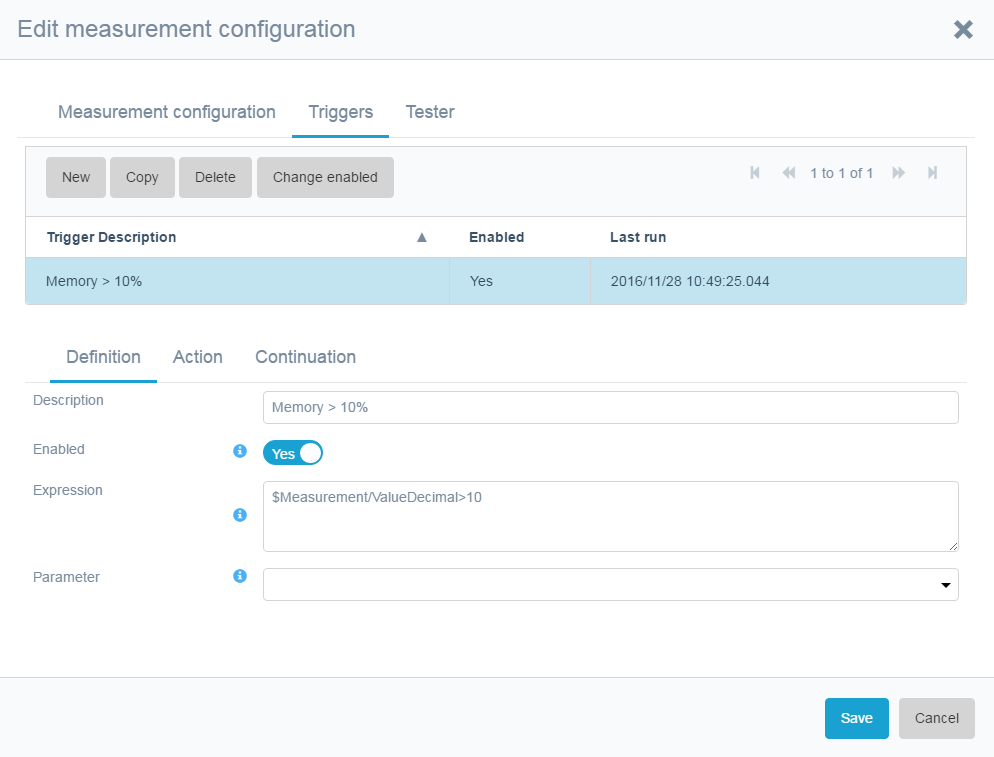 Edit measurement configuration
Measurement configuration Triggers Tester
New Copy Delete Change enabled 1 to 1 of 1
Trigger Description Enabled Last run
Memory > 10% Yes 2016/11/28 10:49:25.044
Definition Action Continuation
Description Memory > 10%
Enabled Yes
Expression $Measurement/ValueDecimal>10
Parameter
Save Cancel